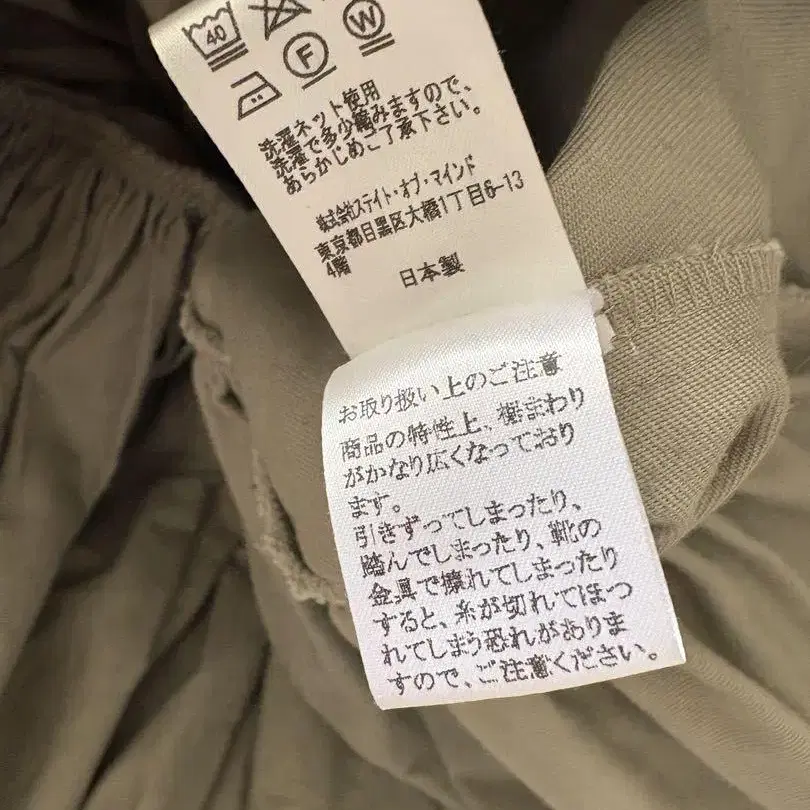 40
F
W
洗濯ネット使用
洗濯で多少縮みますので、
あらかじめご了承下さい。
株式会社ステイト・オブ・マインド
東京都目黒区大橋1丁目6-13
4階
日本製
お取り扱い上のご注意
商品の特性上、裾まわり
がかなり広くなっており
ます。
引きずってしまったり、
踏んでしまったり、靴の
金具で擦れてしまったり
すると、糸が切れてほつ
れてしまう恐れがありま
すので、ご注意ください。